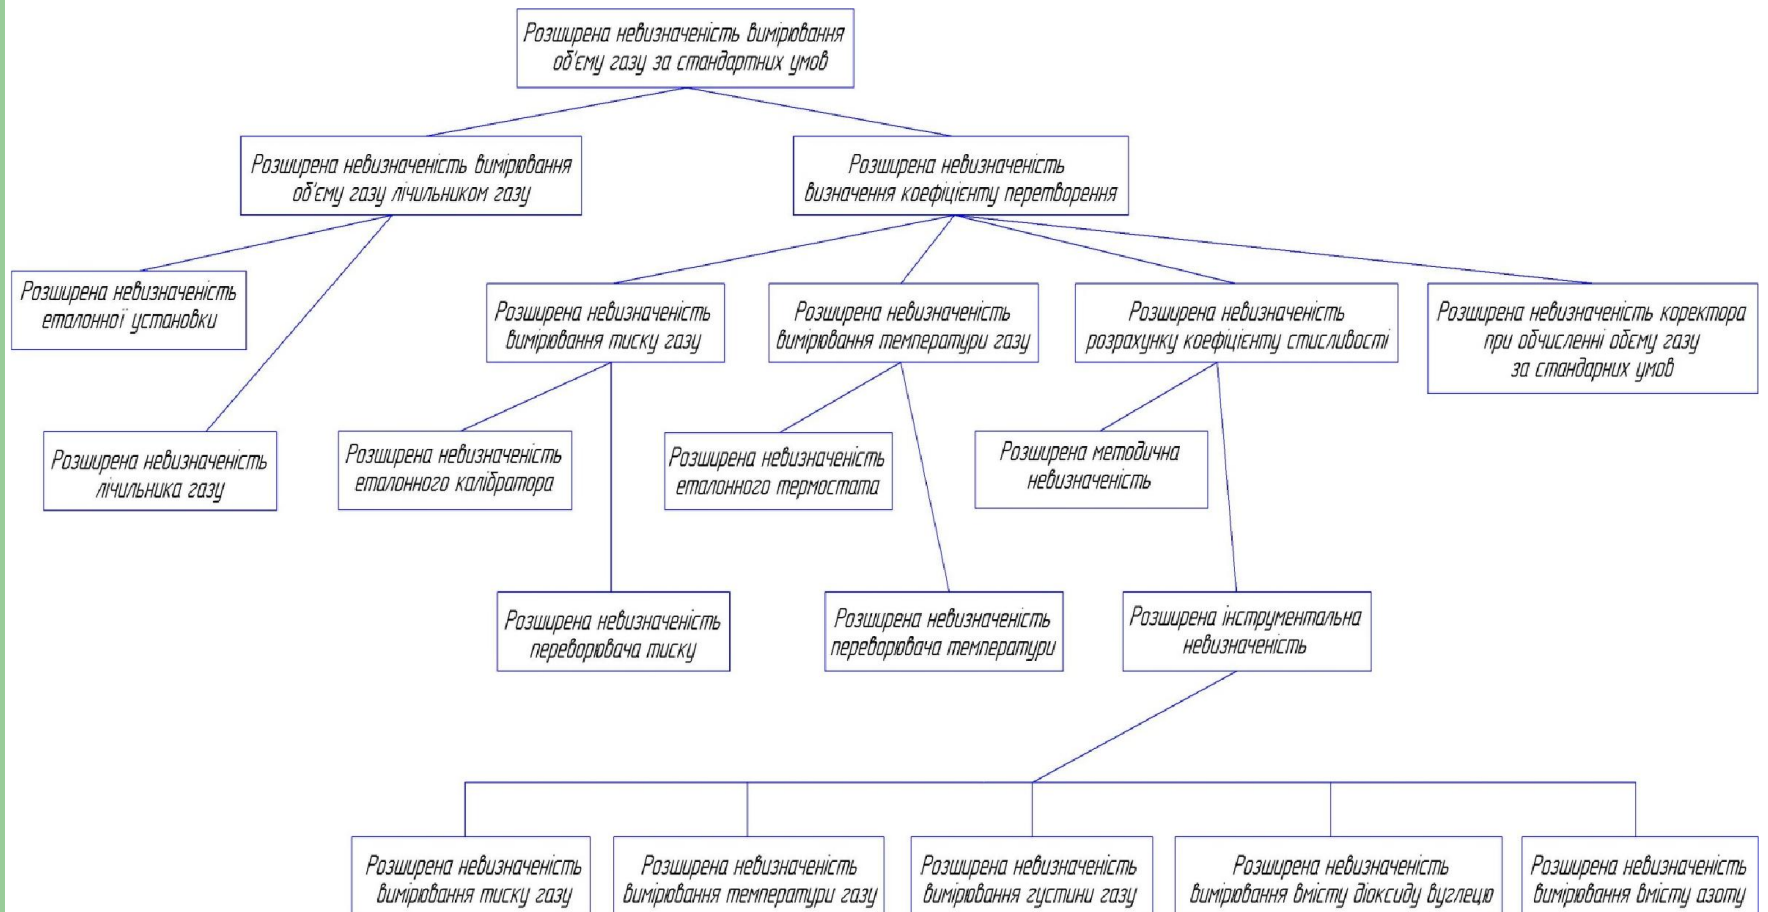 Розширена невизначеність вимірювання
об'єму газу за стандартних умов
Розширена невизначеність вимірювання
об'єму газу лічильником газу
Розширена невизначеність
визначення коефіцієнту перетворення
Розширена невизначеність
еталонної установки
Розширена невизначеність
вимірювання тиску газу
Розширена невизначеність
вимірювання температури газу
Розширена невизначеність
розрахунку коефіцієнту стисливості
Розширена невизначеність коректора
при обчисленні обєму газу
за стандарних умов
Розширена невизначеність
лічильника газу
Розширена невизначеність
еталонного калібратора
Розширена невизначеність
еталонного термостата
Розширена методична
невизначеність
Розширена невизначеність
переворювача тиску
Розширена невизначеність
переворювача температури
Розширена інструментальна
невизначеність
Розширена невизначеність
вимірювання тиску газу
Розширена невизначеність
вимірювання температури газу
Розширена невизначеність
вимірювання густини газу
Розширена невизначеність
вимірювання вмісту діоксиду вуглецю
Розширена невизначеність
вимірювання вмісту азоту